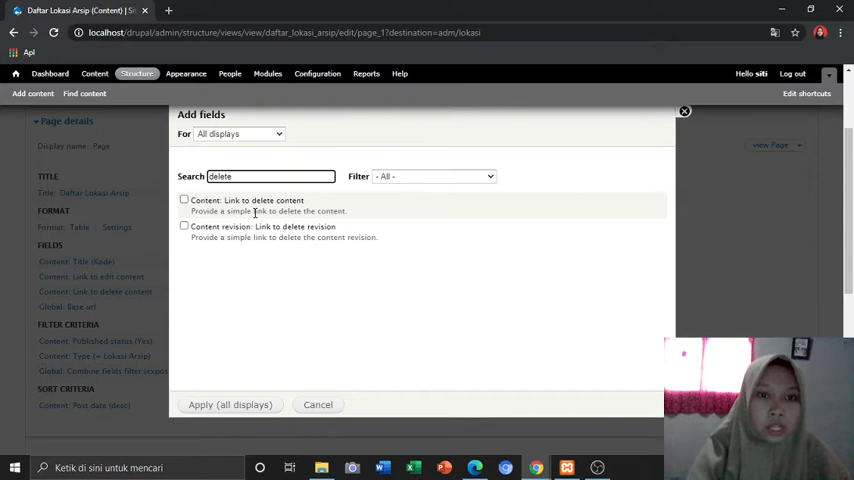 Daftar Lokasi Arsip (Content) | Sit
localhost/drupal/admin/structure/views/view/daftar_lokasi_arsip/edit/page_1?destination=adm/lokasi
Apl
Dashboard Content Structure Appearance People Modules Configuration Reports Help
Hello siti Log out
Add content Find content
Edit shortcuts
Add fields
Page details
For All displays
Display name: Page
view Page
Search delete Filter - All -
TITLE
Title: Daftar Lokasi Arsip
Content: Link to delete content
Provide a simple link to delete the content.
FORMAT
Format: Table | Settings
Content revision: Link to delete revision
Provide a simple link to delete the content revision.
FIELDS
Content: Title (Kode)
Content: Link to edit content
Content: Link to delete content
Global: Base url
FILTER CRITERIA
Content: Published status (Yes)
Content: Type (= Lokasi Arsip)
Global: Combine fields filter (expos
SORT CRITERIA
Content: Post date (desc)
Apply (all displays) Cancel
Ketik di sini untuk mencari